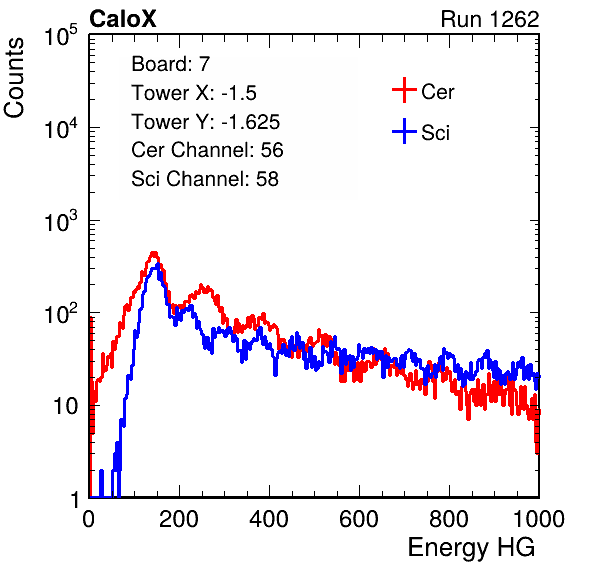 CaloX Run 1262
Counts
Board: 7
Tower X: -1.5
Tower Y: -1.625
Cer Channel: 56
Sci Channel: 58
Cer
Sci
10^5
10^4
10^3
10^2
10
1
0 200 400 600 800 1000
Energy HG